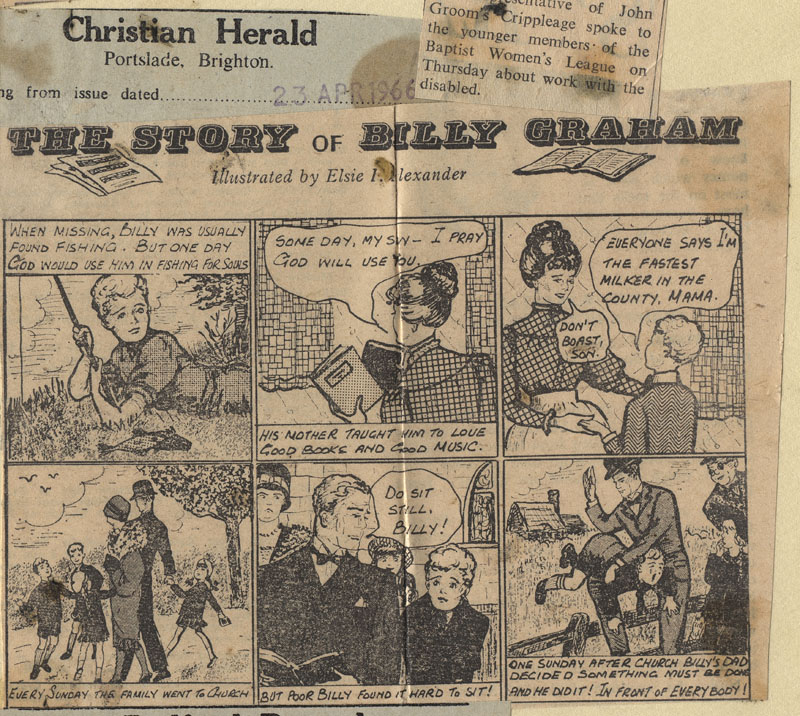 Christian Herald
Portslade, Brighton.
ng from issue dated
23 APR 1966
esentative of John
Groom's Crippleage spoke to
the younger members of the
Baptist Women's League on
Thursday about work with the
disabled.
THE STORY OF BILLY GRAHAM
Illustrated by Elsie I. Alexander
WHEN MISSING, BILLY WAS USUALLY
FOUND FISHING. BUT ONE DAY
GOD WOULD USE HIM IN FISHING FOR SOULS
SOME DAY, MY SON - I PRAY
GOD WILL USE YOU.
HIS MOTHER TAUGHT HIM TO LOVE
GOOD BOOKS AND GOOD MUSIC.
EVERYONE SAYS I'M
THE FASTEST
MILKER IN THE
COUNTY, MAMA.
DON'T
BOAST,
SON.
EVERY SUNDAY THE FAMILY WENT TO CHURCH
DO SIT
STILL,
BILLY!
BUT POOR BILLY FOUND IT HARD TO SIT!
ONE SUNDAY AFTER CHURCH BILLY'S DAD
DECIDED SOMETHING MUST BE DONE
AND HE DID IT! IN FRONT OF EVERYBODY!